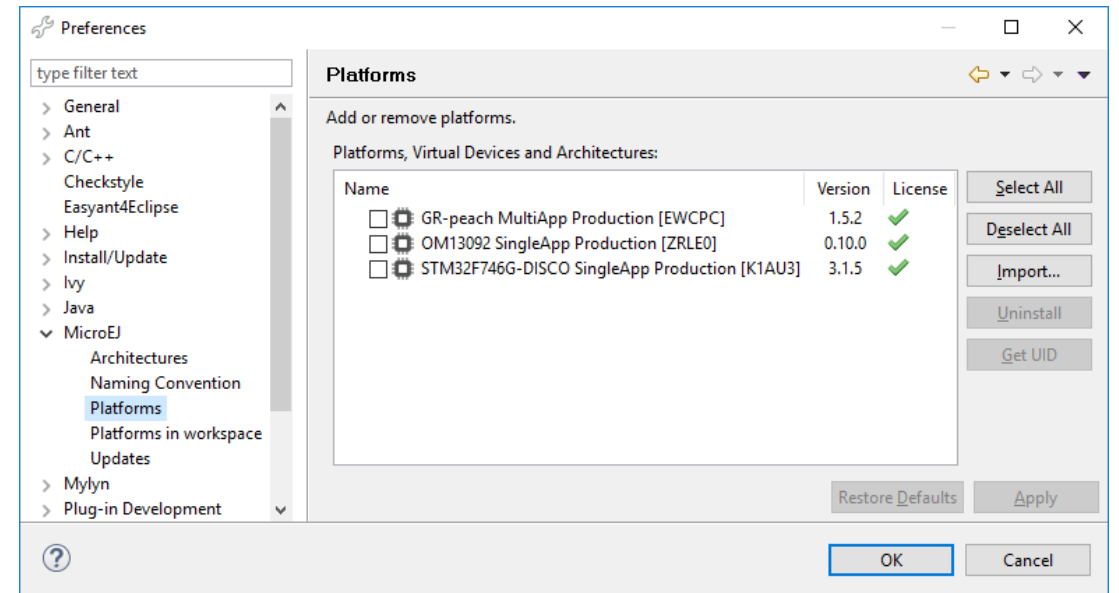 Preferences
type filter text
General
Ant
C/C++
Checkstyle
Easyant4Eclipse
Help
Install/Update
Ivy
Java
MicroEJ
Architectures
Naming Convention
Platforms
Platforms in workspace
Updates
Mylyn
Plug-in Development
Platforms
Add or remove platforms.
Platforms, Virtual Devices and Architectures:
Name Version License
GR-peach MultiApp Production [EWCPC] 1.5.2
OM13092 SingleApp Production [ZRLE0] 0.10.0
STM32F746G-DISCO SingleApp Production [K1AU3] 3.1.5
Select All
Deselect All
Import...
Uninstall
Get UID
Restore Defaults Apply
? OK Cancel